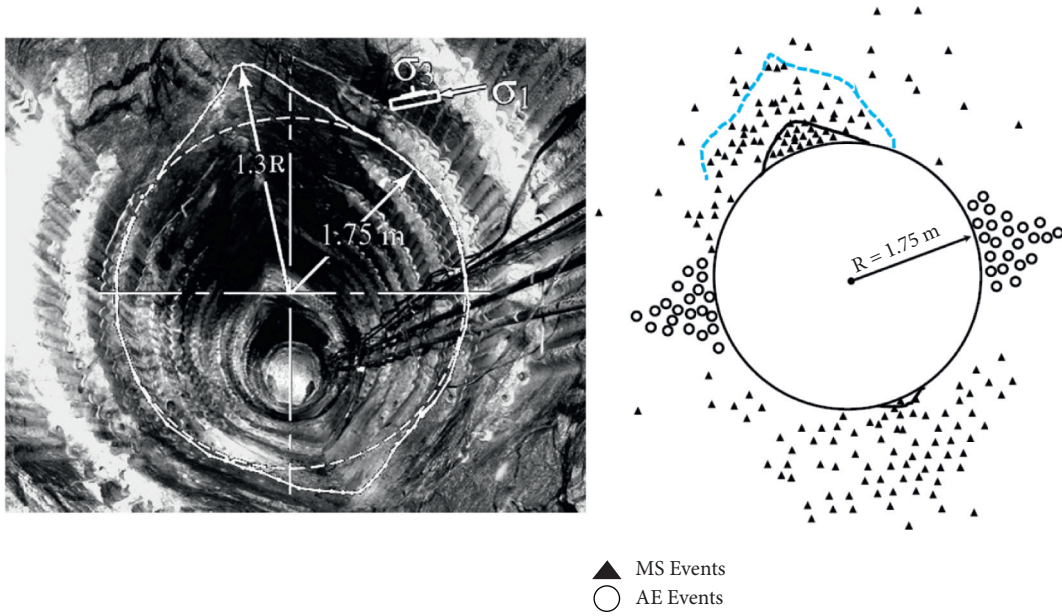 σ3
σ1
1.3R
1.75 m
R = 1.75 m
MS Events
AE Events